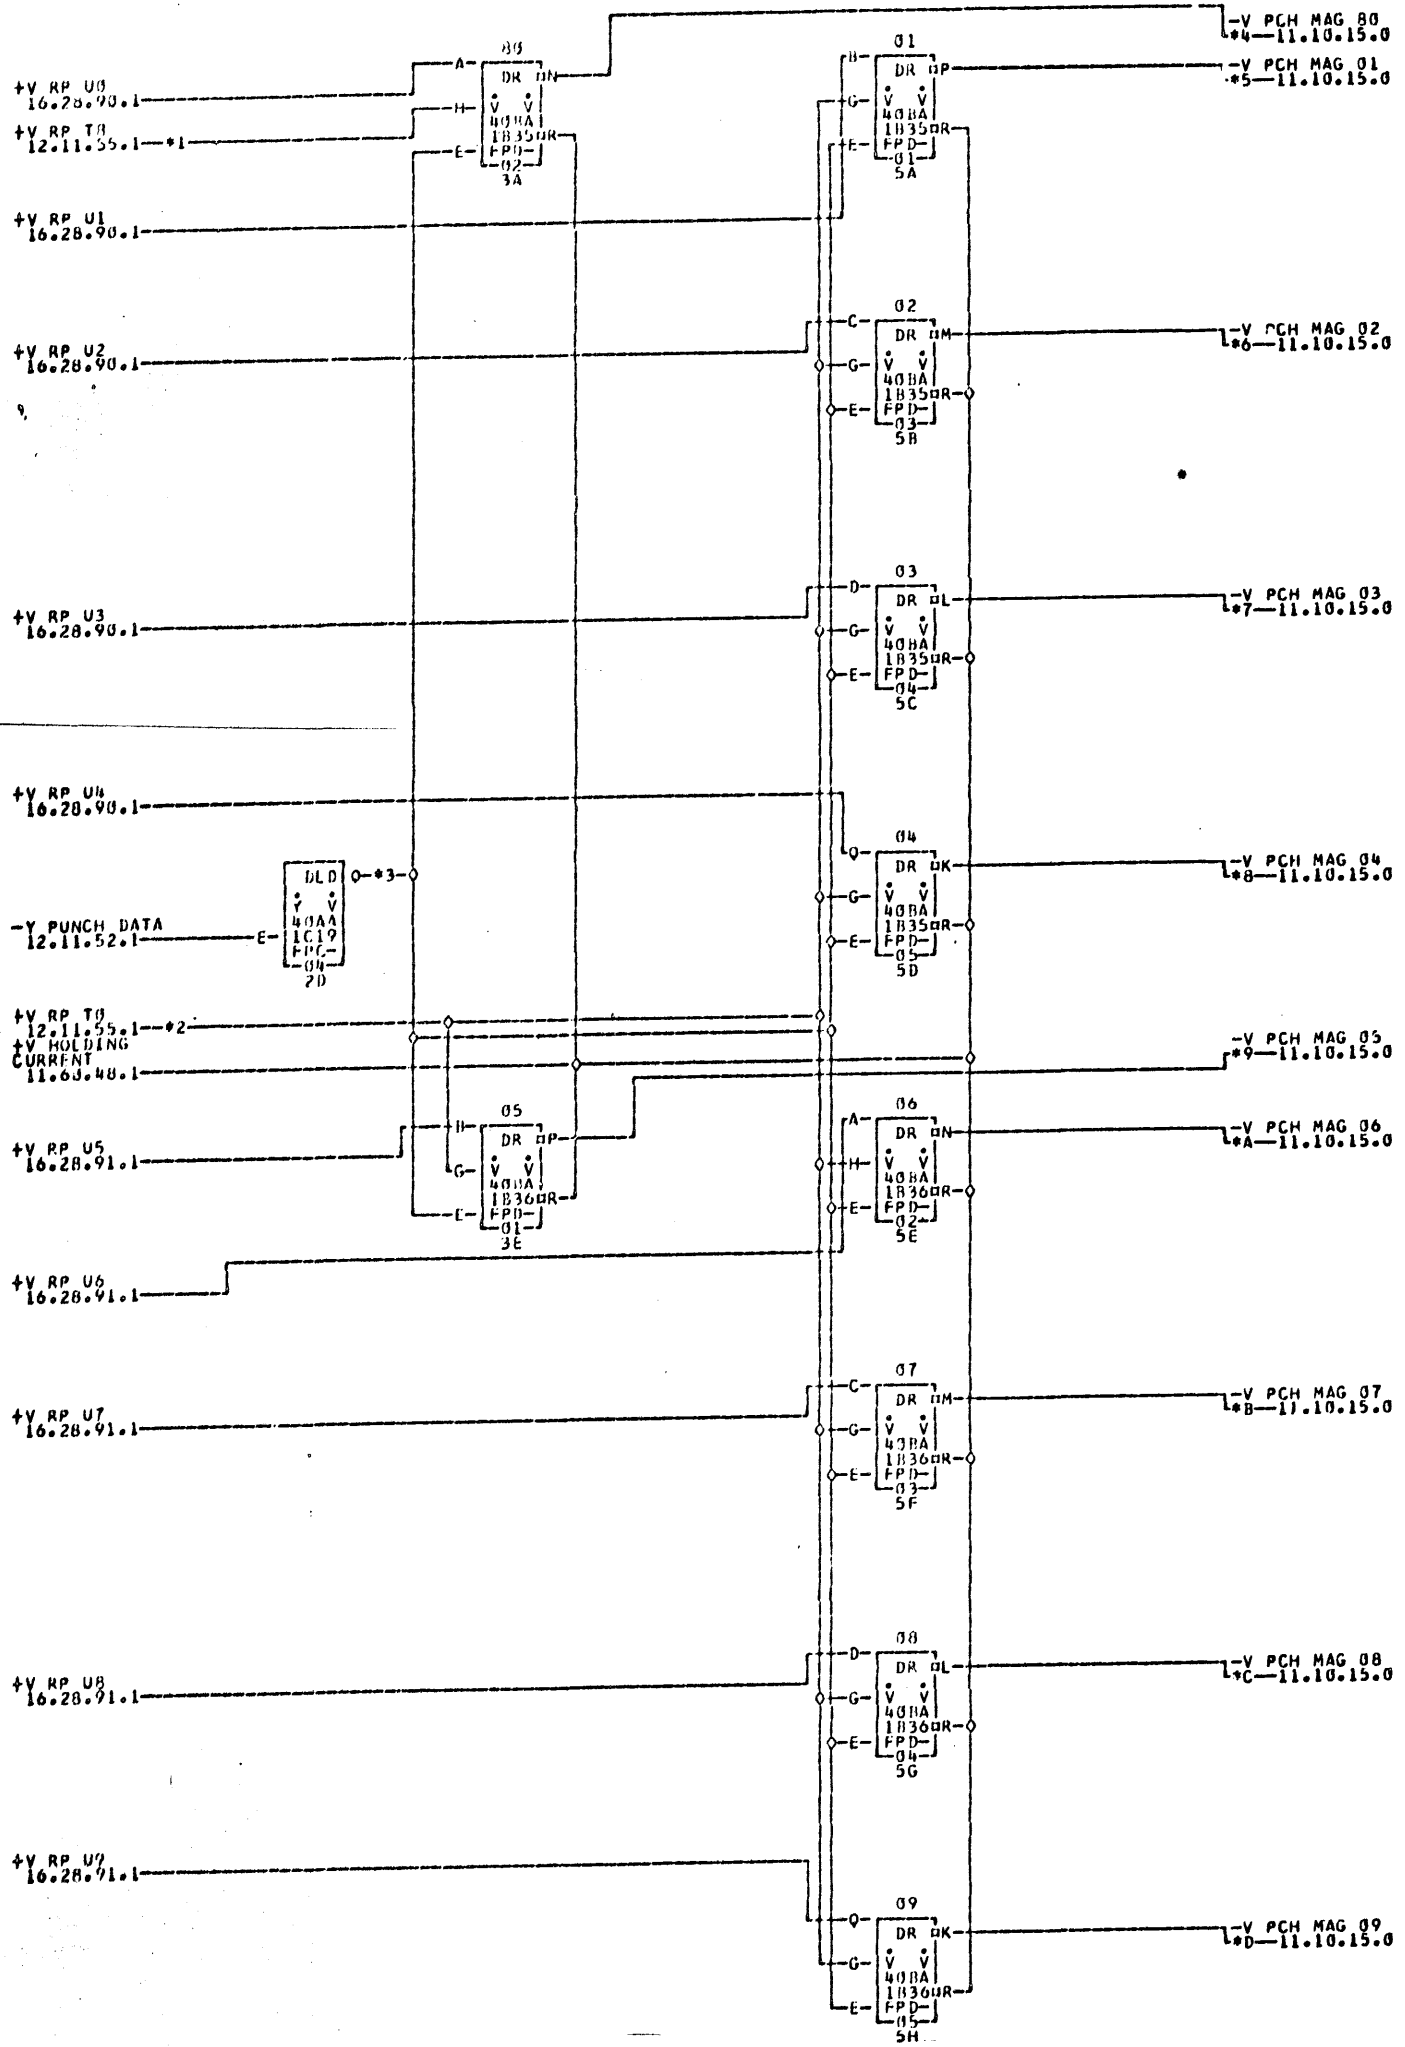 -V PCH MAG 80
*4—11.10.15.0
80
A
DR N
+V RP U0
16.28.90.1
H
V V
40BA
1B35 R
+V RP T8
12.11.55.1—*1
E
FPD-
02
3A
01
B
DR P
-V PCH MAG 01
*5—11.10.15.0
G
V V
40BA
1B35 R
E
FPD-
01
5A
+V RP U1
16.28.90.1
02
C
DR M
-V PCH MAG 02
*6—11.10.15.0
+V RP U2
16.28.90.1
G
V V
40BA
1B35 R
E
FPD-
03
5B
03
D
DR L
-V PCH MAG 03
*7—11.10.15.0
+V RP U3
16.28.90.1
G
V V
40BA
1B35 R
E
FPD-
04
5C
+V RP U4
16.28.90.1
04
Q
DR K
-V PCH MAG 04
*8—11.10.15.0
G
V V
40BA
1B35 R
E
FPD-
05
5D
DLD Q—*3
Y V
40AA
-Y PUNCH DATA
12.11.52.1
E
1C19
FPC-
04
2D
+V RP T0
12.11.55.1—*2
+V HOLDING
CURRENT
11.60.48.1
-V PCH MAG 05
*9—11.10.15.0
05
B
DR P
+V RP U5
16.28.91.1
G
V V
40BA
1B36 R
E
FPD-
01
3E
06
A
DR N
-V PCH MAG 06
*A—11.10.15.0
H
V V
40BA
1B36 R
E
FPD-
02
5E
+V RP U6
16.28.91.1
07
C
DR M
-V PCH MAG 07
*B—11.10.15.0
+V RP U7
16.28.91.1
G
V V
40BA
1B36 R
E
FPD-
03
5F
08
D
DR L
-V PCH MAG 08
*C—11.10.15.0
+V RP U8
16.28.91.1
G
V V
40BA
1B36 R
E
FPD-
04
5G
+V RP U9
16.28.91.1
09
Q
DR K
-V PCH MAG 09
*D—11.10.15.0
G
V V
40BA
1B36 R
E
FPD-
05
5H